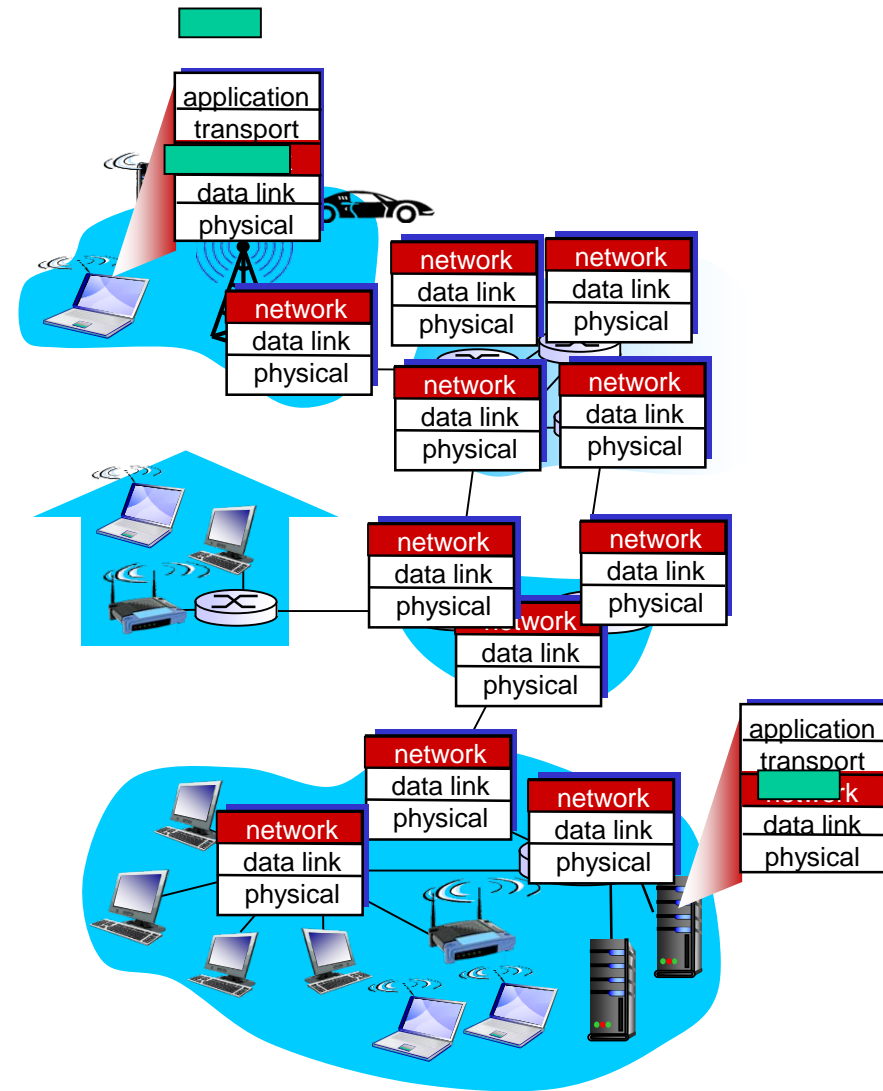 application
transport
data link
physical
network
data link
physical
network
data link
physical
network
data link
physical
network
data link
physical
network
data link
physical
network
data link
physical
network
data link
physical
network
data link
physical
application
transport
network
data link
physical
network
data link
physical
network
data link
physical
network
data link
physical